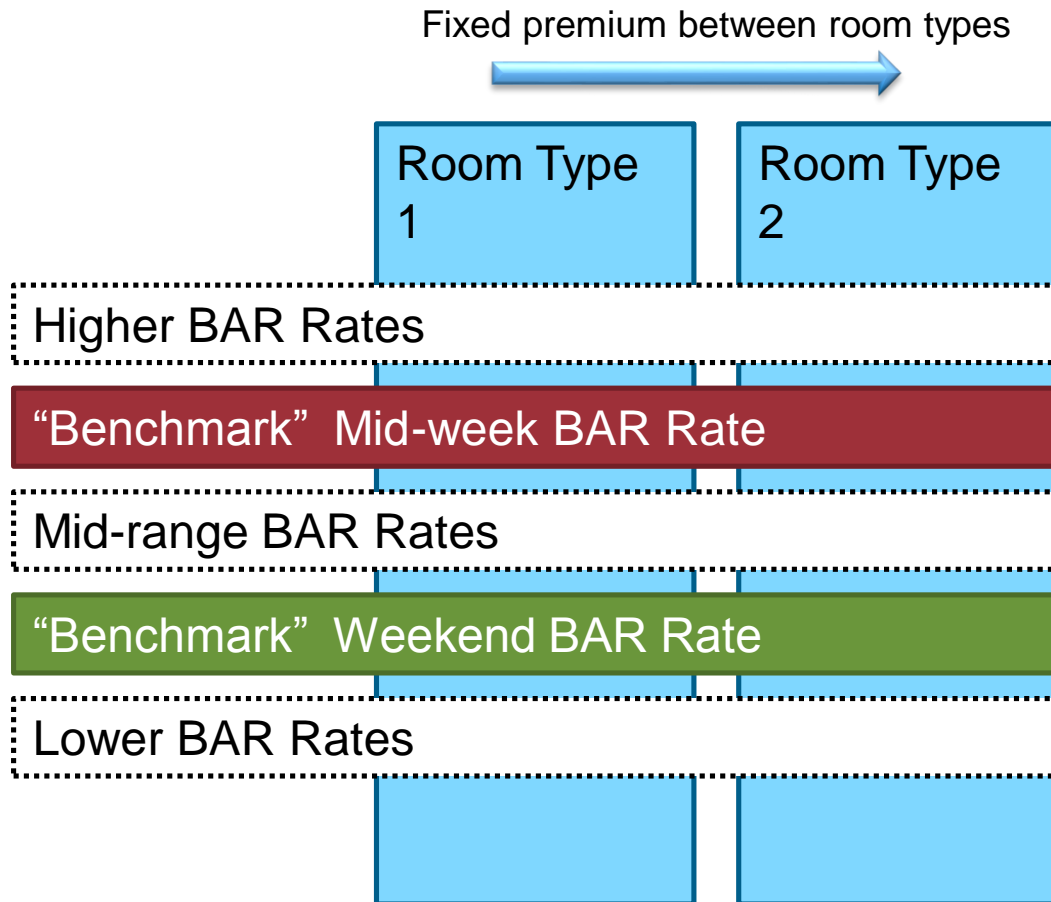 Fixed premium between room types
Room Type
1
Room Type
2
Higher BAR Rates
“Benchmark”  Mid-week BAR Rate
Mid-range BAR Rates
“Benchmark”  Weekend BAR Rate
Lower BAR Rates